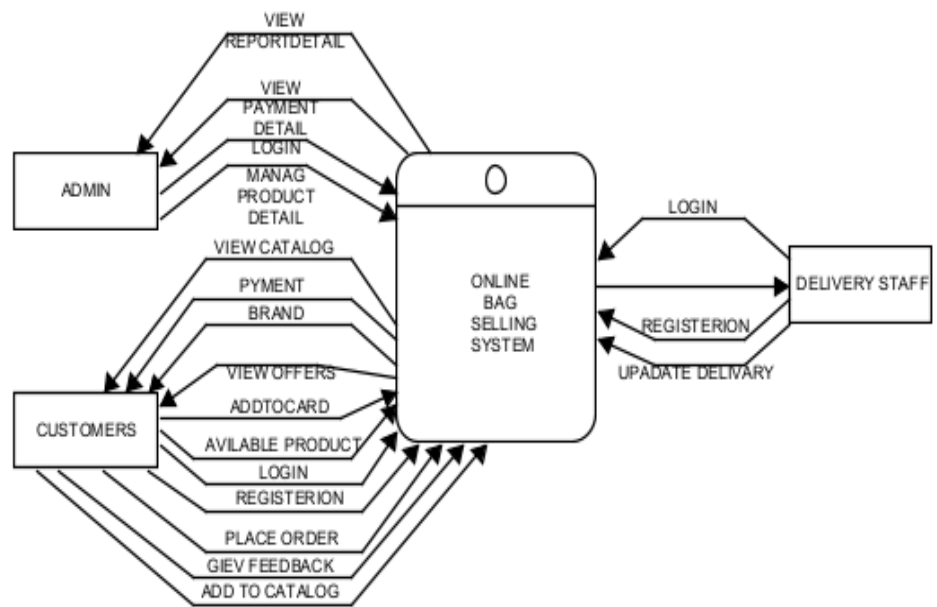 VIEW
REPORTDETAIL
VIEW
PAYMENT
DETAIL
LOGIN
MANAG
PRODUCT
DETAIL
ADMIN
VIEW CATALOG
PYMENT
BRAND
VIEW OFFERS
ADDTOCARD
AVILABLE PRODUCT
LOGIN
REGISTERION
PLACE ORDER
GIEV FEEDBACK
ADD TO CATALOG
CUSTOMERS
O
ONLINE
BAG
SELLING
SYSTEM
LOGIN
DELIVERY STAFF
REGISTERION
UPADATE DELIVARY